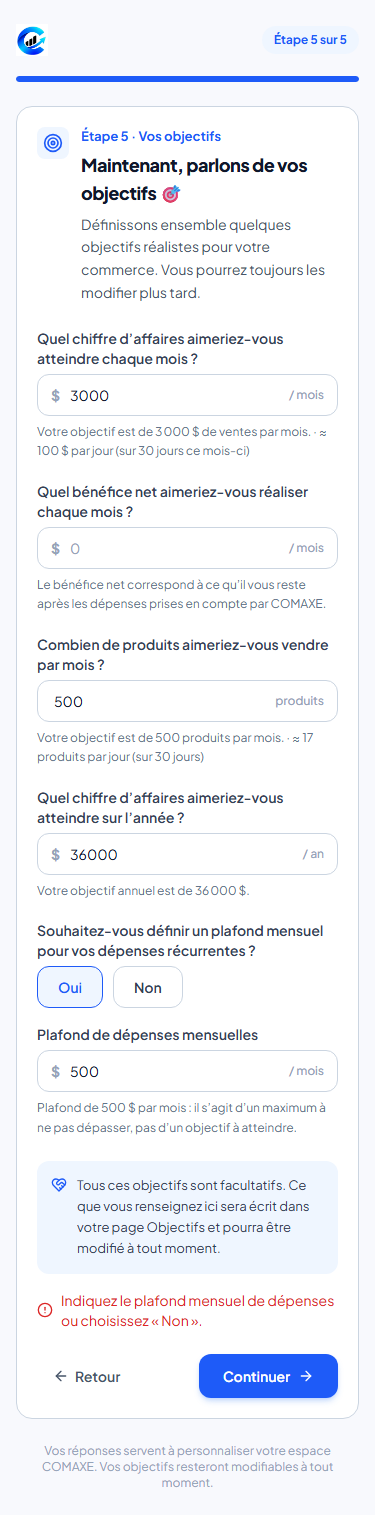 Étape 5 sur 5
Étape 5 · Vos objectifs
Maintenant, parlons de vos
objectifs 🎯
Définissons ensemble quelques
objectifs réalistes pour votre
commerce. Vous pourrez toujours les
modifier plus tard.
Quel chiffre d’affaires aimeriez-vous
atteindre chaque mois ?
$ 3000 / mois
Votre objectif est de 3 000 $ de ventes par mois. · ≈
100 $ par jour (sur 30 jours ce mois-ci)
Quel bénéfice net aimeriez-vous réaliser
chaque mois ?
$ 0 / mois
Le bénéfice net correspond à ce qu’il vous reste
après les dépenses prises en compte par COMAXE.
Combien de produits aimeriez-vous vendre
par mois ?
500 produits
Votre objectif est de 500 produits par mois. · ≈ 17
produits par jour (sur 30 jours)
Quel chiffre d’affaires aimeriez-vous
atteindre sur l’année ?
$ 36000 / an
Votre objectif annuel est de 36 000 $.
Souhaitez-vous définir un plafond mensuel
pour vos dépenses récurrentes ?
Oui Non
Plafond de dépenses mensuelles
$ 500 / mois
Plafond de 500 $ par mois : il s’agit d’un maximum à
ne pas dépasser, pas d’un objectif à atteindre.
Tous ces objectifs sont facultatifs. Ce
que vous renseignez ici sera écrit dans
votre page Objectifs et pourra être
modifié à tout moment.
Indiquez le plafond mensuel de dépenses
ou choisissez « Non ».
← Retour Continuer →
Vos réponses servent à personnaliser votre espace
COMAXE. Vos objectifs resteront modifiables à tout
moment.